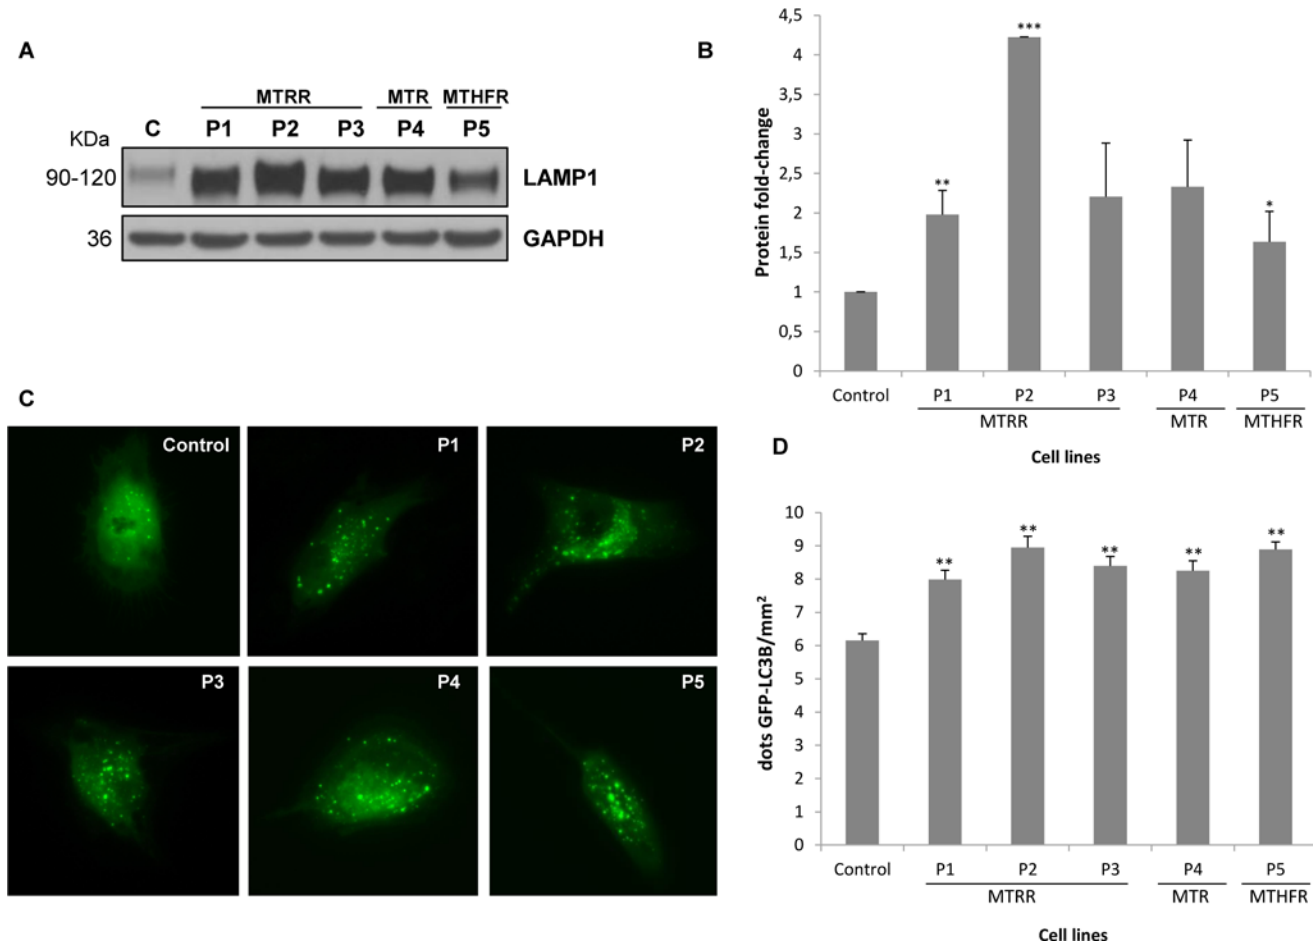 A
MTRR MTR MTHFR
KDa C P1 P2 P3 P4 P5
90-120 LAMP1
36 GAPDH
B
Protein fold-change
4,5
4
3,5
3
2,5
2
1,5
1
0,5
0
** *** *
Control P1 P2 P3 P4 P5
MTRR MTR MTHFR
Cell lines
C
Control P1 P2
P3 P4 P5
D
dots GFP-LC3B/mm²
10
9
8
7
6
5
4
3
2
1
0
** ** ** ** **
Control P1 P2 P3 P4 P5
MTRR MTR MTHFR
Cell lines